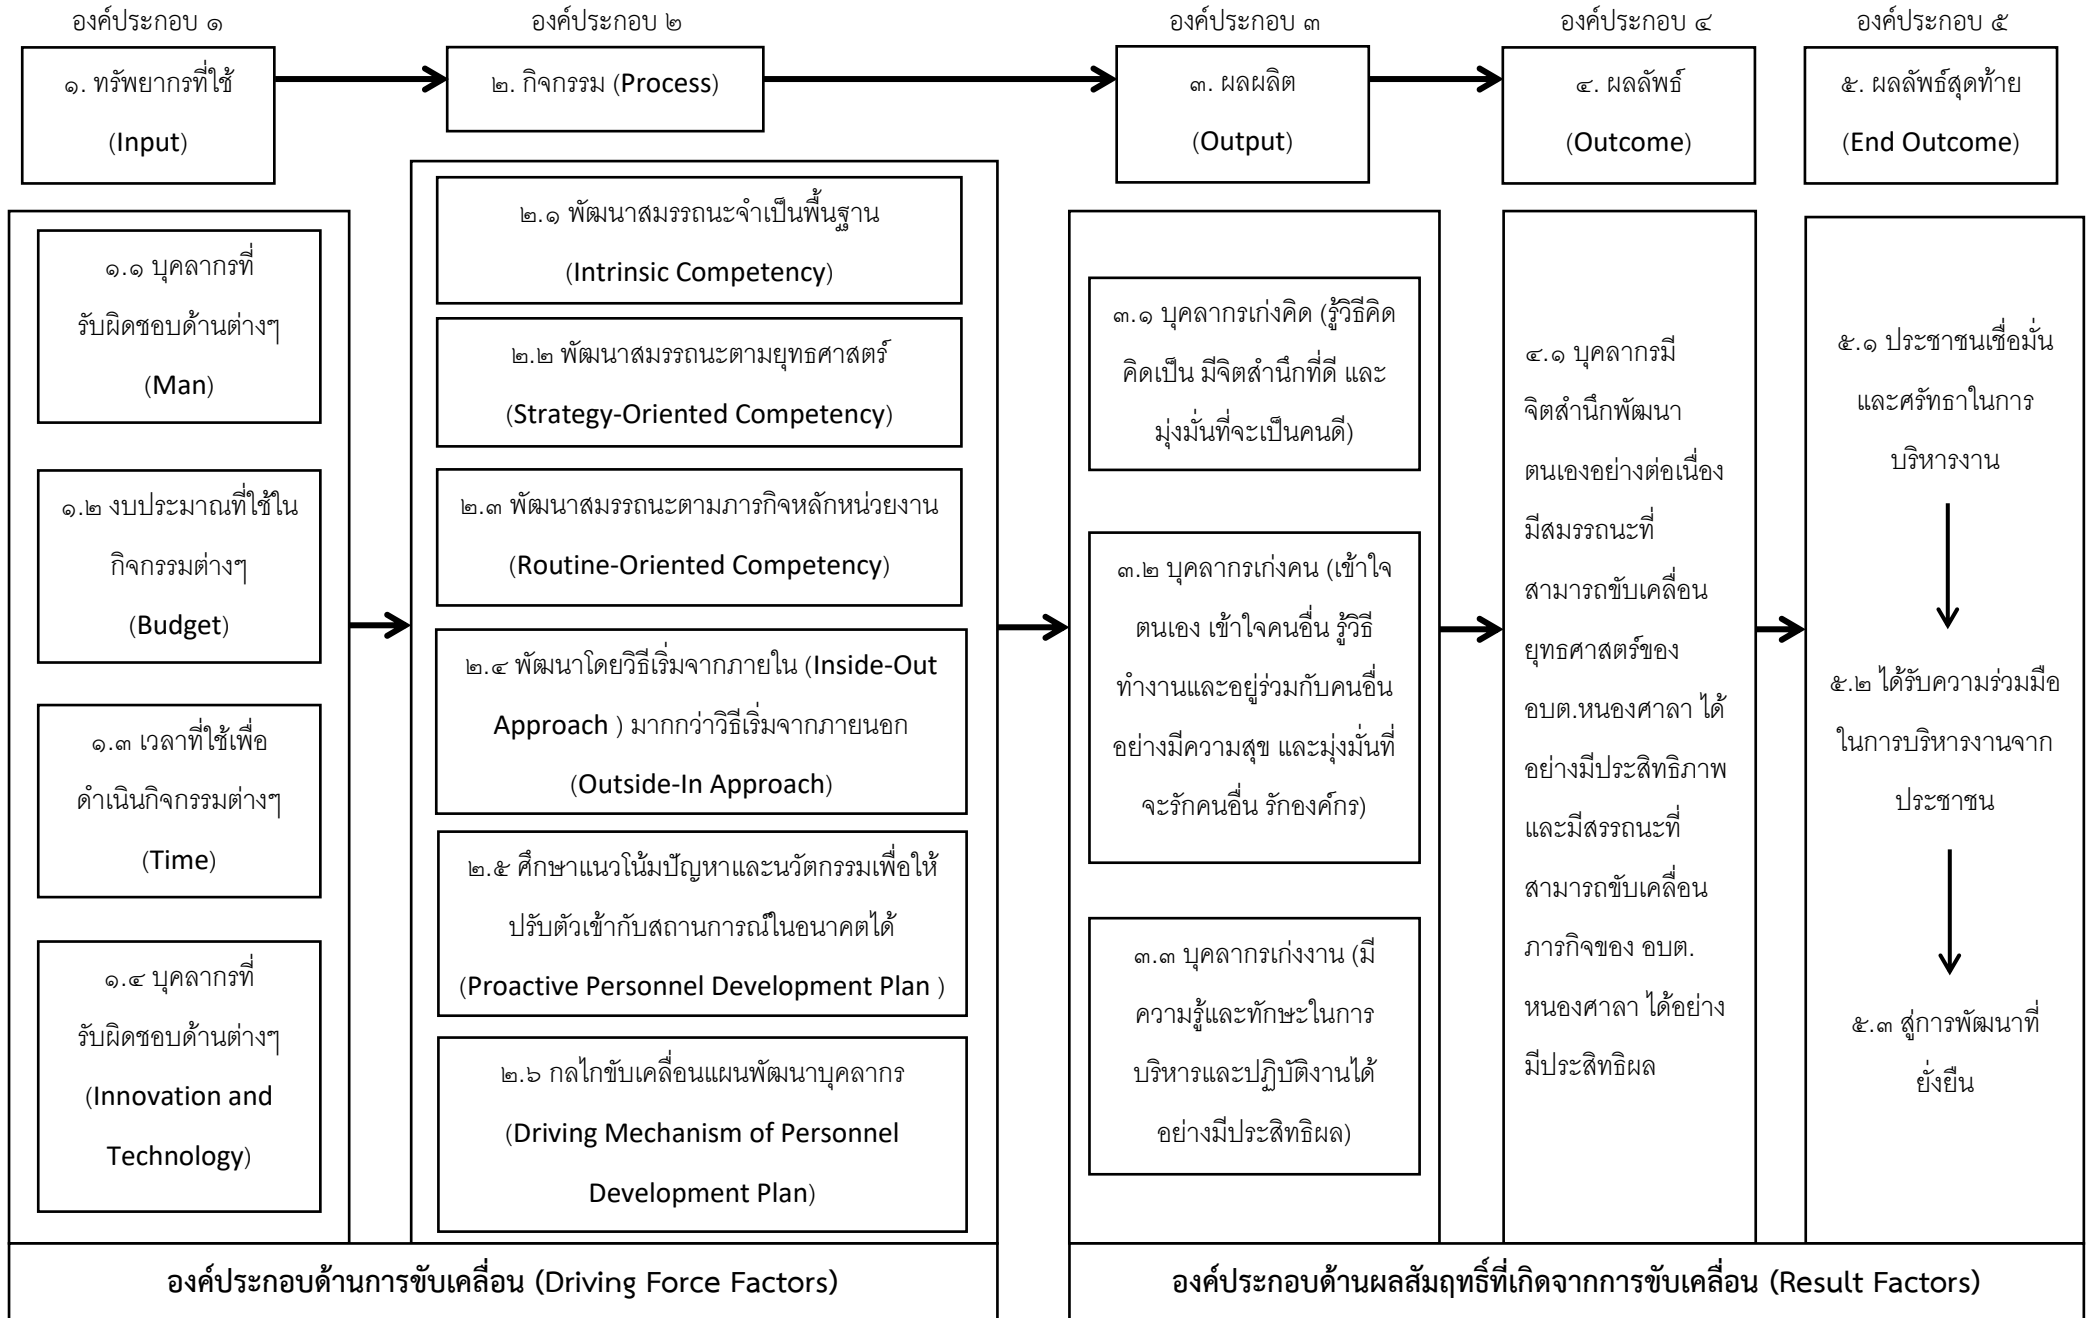 องค์ประกอบ ๑
๑. ทรัพยากรที่ใช้
(Input)
องค์ประกอบ ๒
๒. กิจกรรม (Process)
องค์ประกอบ ๓
๓. ผลผลิต
(Output)
องค์ประกอบ ๔
๔. ผลลัพธ์
(Outcome)
องค์ประกอบ ๕
๕. ผลลัพธ์สุดท้าย
(End Outcome)
๑.๑ บุคลากรที่
รับผิดชอบด้านต่างๆ
(Man)
๑.๒ งบประมาณที่ใช้ใน
กิจกรรมต่างๆ
(Budget)
๑.๓ เวลาที่ใช้เพื่อ
ดำเนินกิจกรรมต่างๆ
(Time)
๑.๔ บุคลากรที่
รับผิดชอบด้านต่างๆ
(Innovation and
Technology)
๒.๑ พัฒนาสมรรถนะจำเป็นพื้นฐาน
(Intrinsic Competency)
๒.๒ พัฒนาสมรรถนะตามยุทธศาสตร์
(Strategy-Oriented Competency)
๒.๓ พัฒนาสมรรถนะตามภารกิจหลักหน่วยงาน
(Routine-Oriented Competency)
๒.๔ พัฒนาโดยวิธีเริ่มจากภายใน (Inside-Out
Approach ) มากกว่าวิธีเริ่มจากภายนอก
(Outside-In Approach)
๒.๕ ศึกษาแนวโน้มปัญหาและนวัตกรรมเพื่อให้
ปรับตัวเข้ากับสถานการณ์ในอนาคตได้
(Proactive Personnel Development Plan )
๒.๖ กลไกขับเคลื่อนแผนพัฒนาบุคลากร
(Driving Mechanism of Personnel
Development Plan)
๓.๑ บุคลากรเก่งคิด (รู้วิธีคิด
คิดเป็น มีจิตสำนึกที่ดี และ
มุ่งมั่นที่จะเป็นคนดี)
๓.๒ บุคลากรเก่งคน (เข้าใจ
ตนเอง เข้าใจคนอื่น รู้วิธี
ทำงานและอยู่ร่วมกับคนอื่น
อย่างมีความสุข และมุ่งมั่นที่
จะรักคนอื่น รักองค์กร)
๓.๓ บุคลากรเก่งงาน (มี
ความรู้และทักษะในการ
บริหารและปฏิบัติงานได้
อย่างมีประสิทธิผล)
๔.๑ บุคลากรมี
จิตสำนึกพัฒนา
ตนเองอย่างต่อเนื่อง
มีสมรรถนะที่
สามารถขับเคลื่อน
ยุทธศาสตร์ของ
อบต.หนองศาลา ได้
อย่างมีประสิทธิภาพ
และมีสรรถนะที่
สามารถขับเคลื่อน
ภารกิจของ อบต.
หนองศาลา ได้อย่าง
มีประสิทธิผล
๕.๑ ประชาชนเชื่อมั่น
และศรัทธาในการ
บริหารงาน
๕.๒ ได้รับความร่วมมือ
ในการบริหารงานจาก
ประชาชน
๕.๓ สู่การพัฒนาที่
ยั่งยืน
องค์ประกอบด้านการขับเคลื่อน (Driving Force Factors)
องค์ประกอบด้านผลสัมฤทธิ์ที่เกิดจากการขับเคลื่อน (Result Factors)